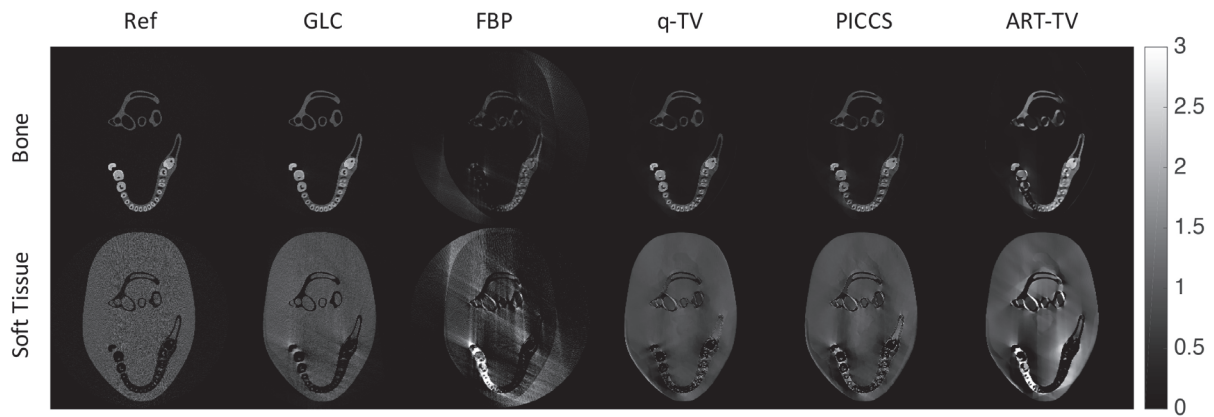 Ref GLC FBP q-TV PICCS ART-TV
Bone
Soft Tissue
3
2.5
2
1.5
1
0.5
0